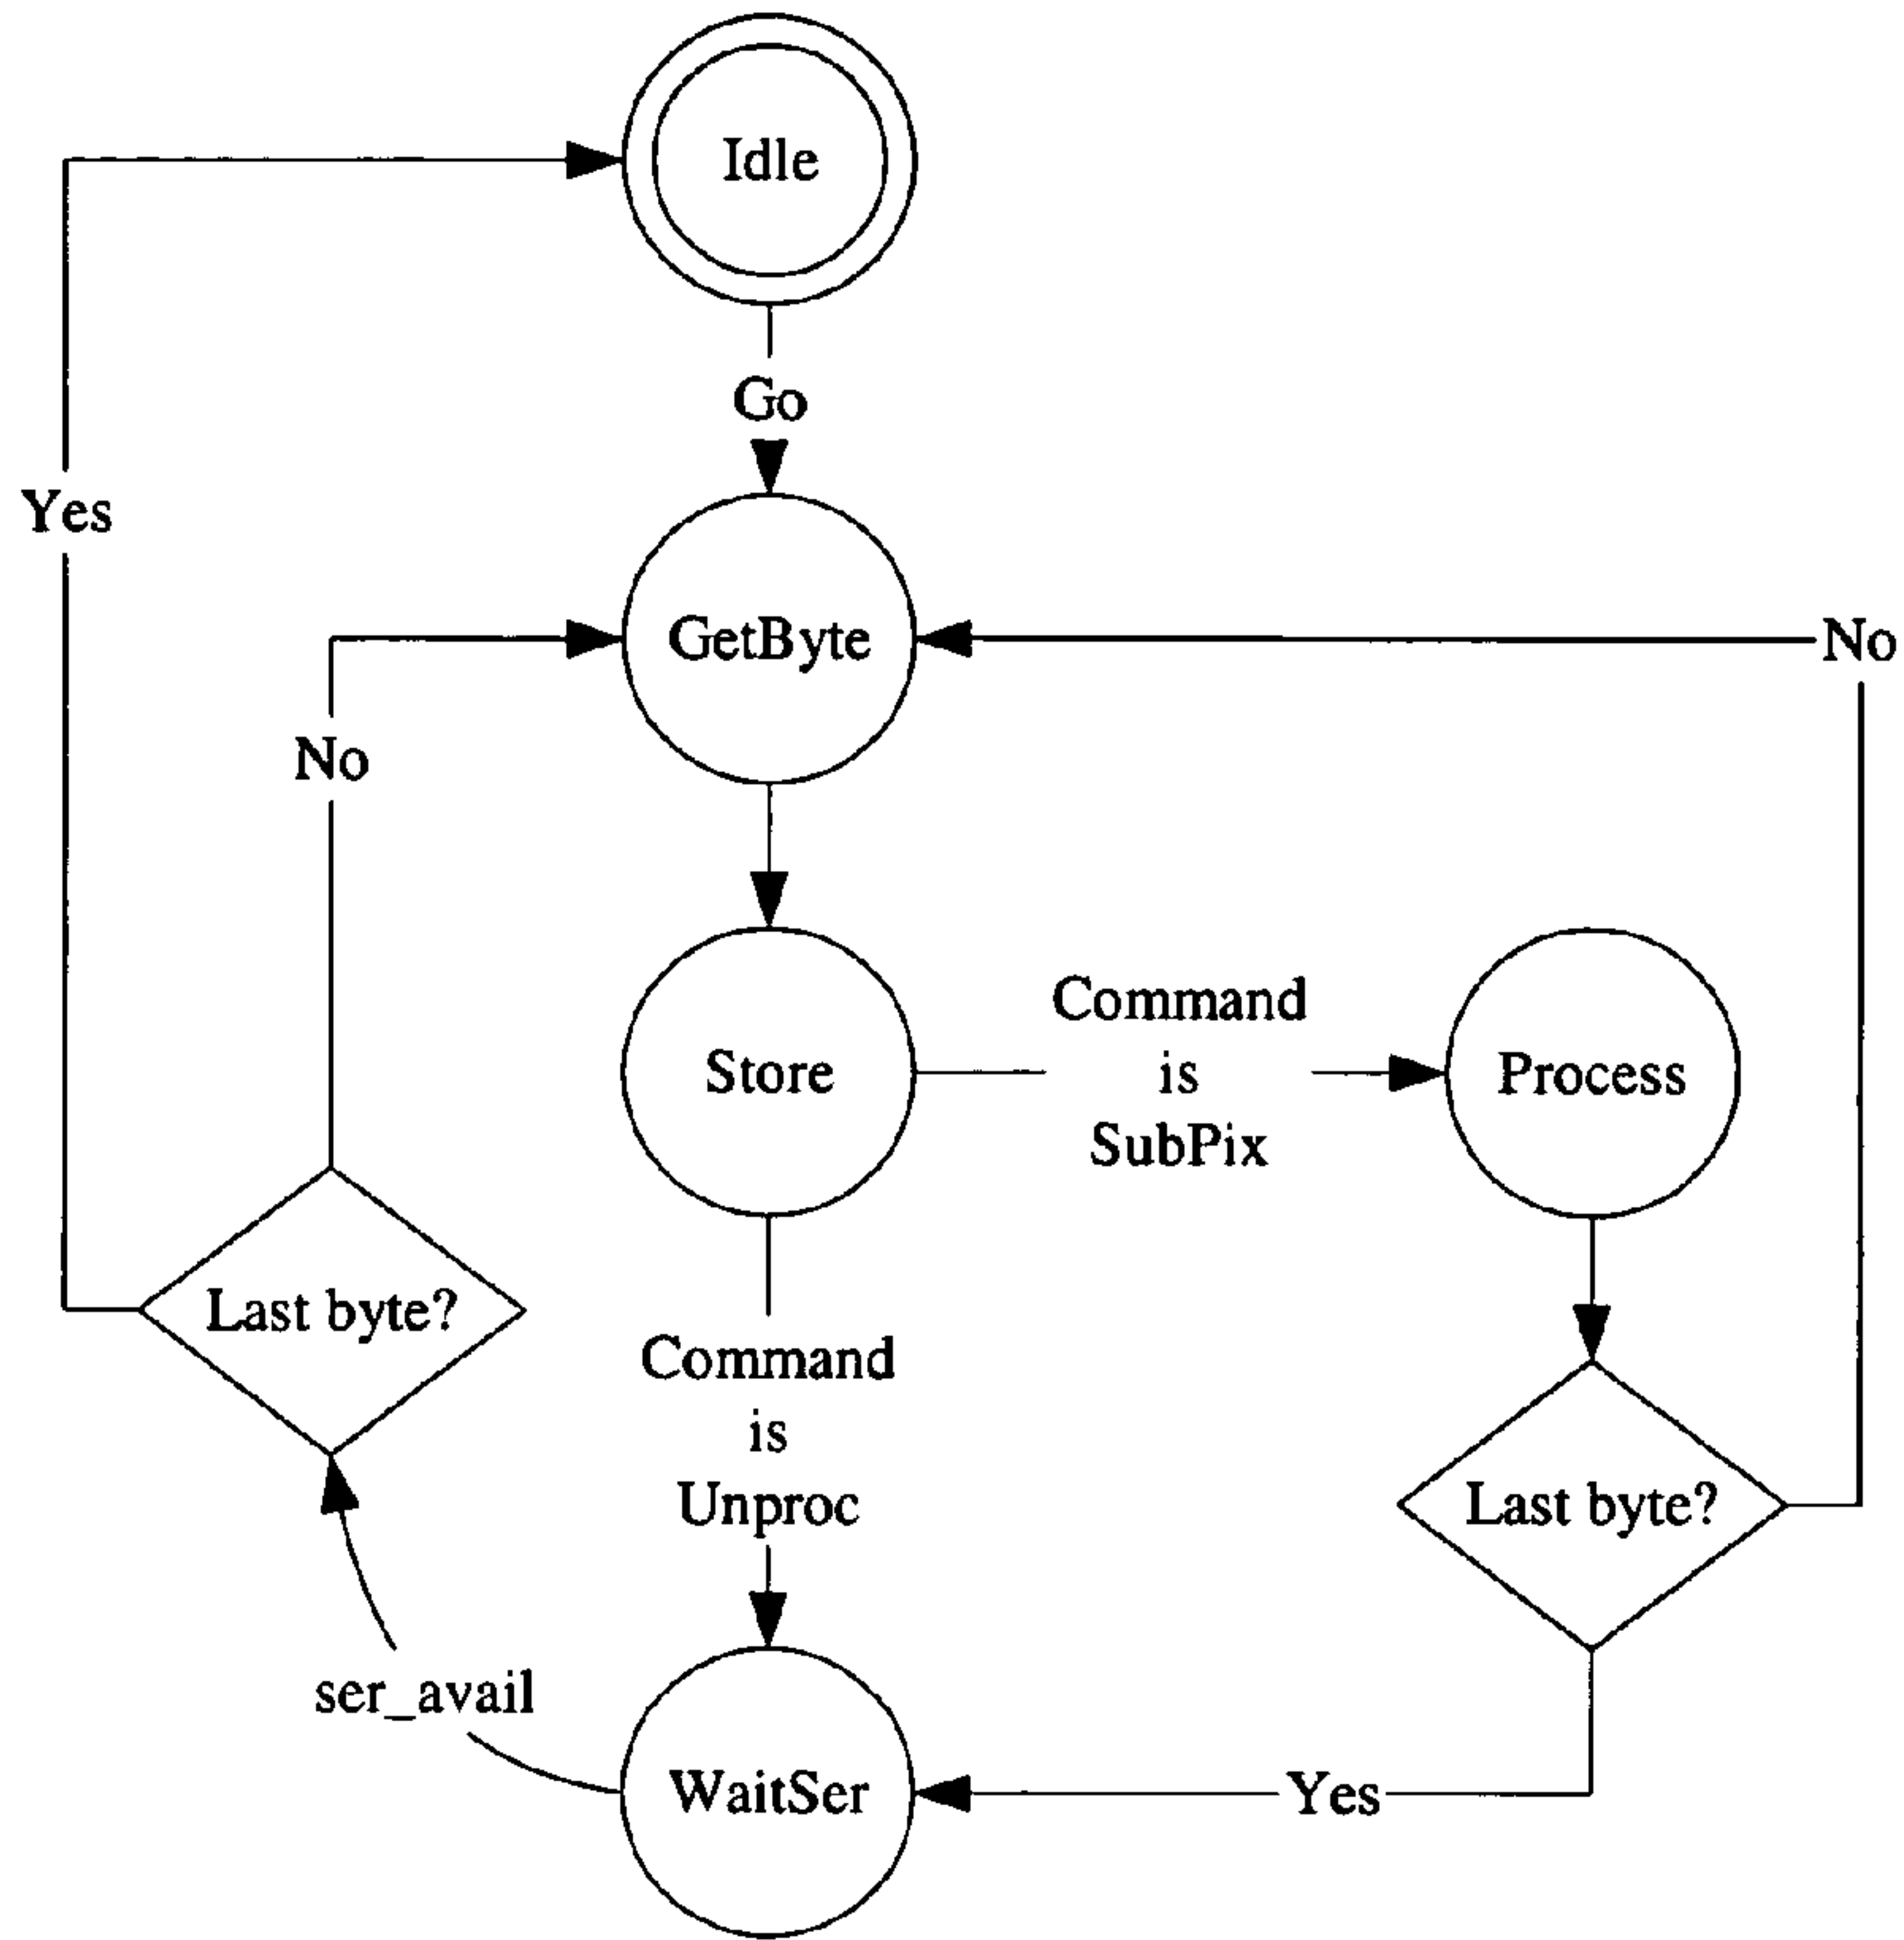 Idle
Go
Yes
GetByte
No
No
Store
Command
is
SubPix
Process
Last byte?
Command
is
Unproc
Last byte?
ser_avail
WaitSer
Yes